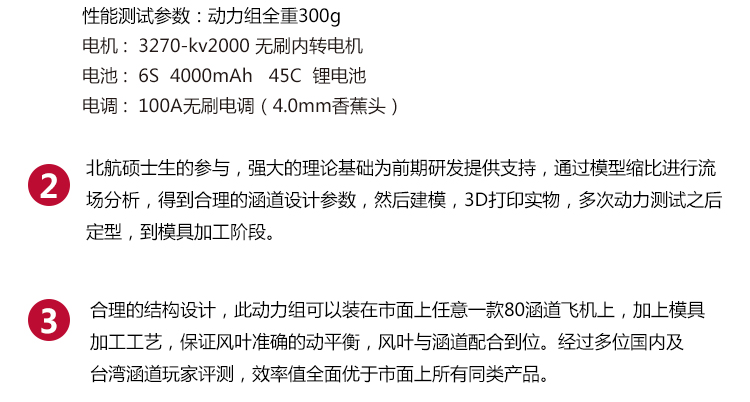 性能测试参数：动力组全重300g
电机： 3270-kv2000 无刷内转电机
电池： 6S 4000mAh 45C 锂电池
电调： 100A无刷电调（ 4.0mm香蕉头 ）
2
北航硕士生的参与，强大的理论基础为前期研发提供支持，通过模型缩比进行流
场分析，得到合理的涵道设计参数，然后建模，3D打印实物，多次动力测试之后
定型，到模具加工阶段。
3
合理的结构设计，此动力组可以装在市面上任意一款80涵道飞机上，加上模具
加工工艺，保证风叶准确的动平衡，风叶与涵道配合到位。经过多位国内及
台湾涵道玩家评测，效率值全面优于市面上所有同类产品。